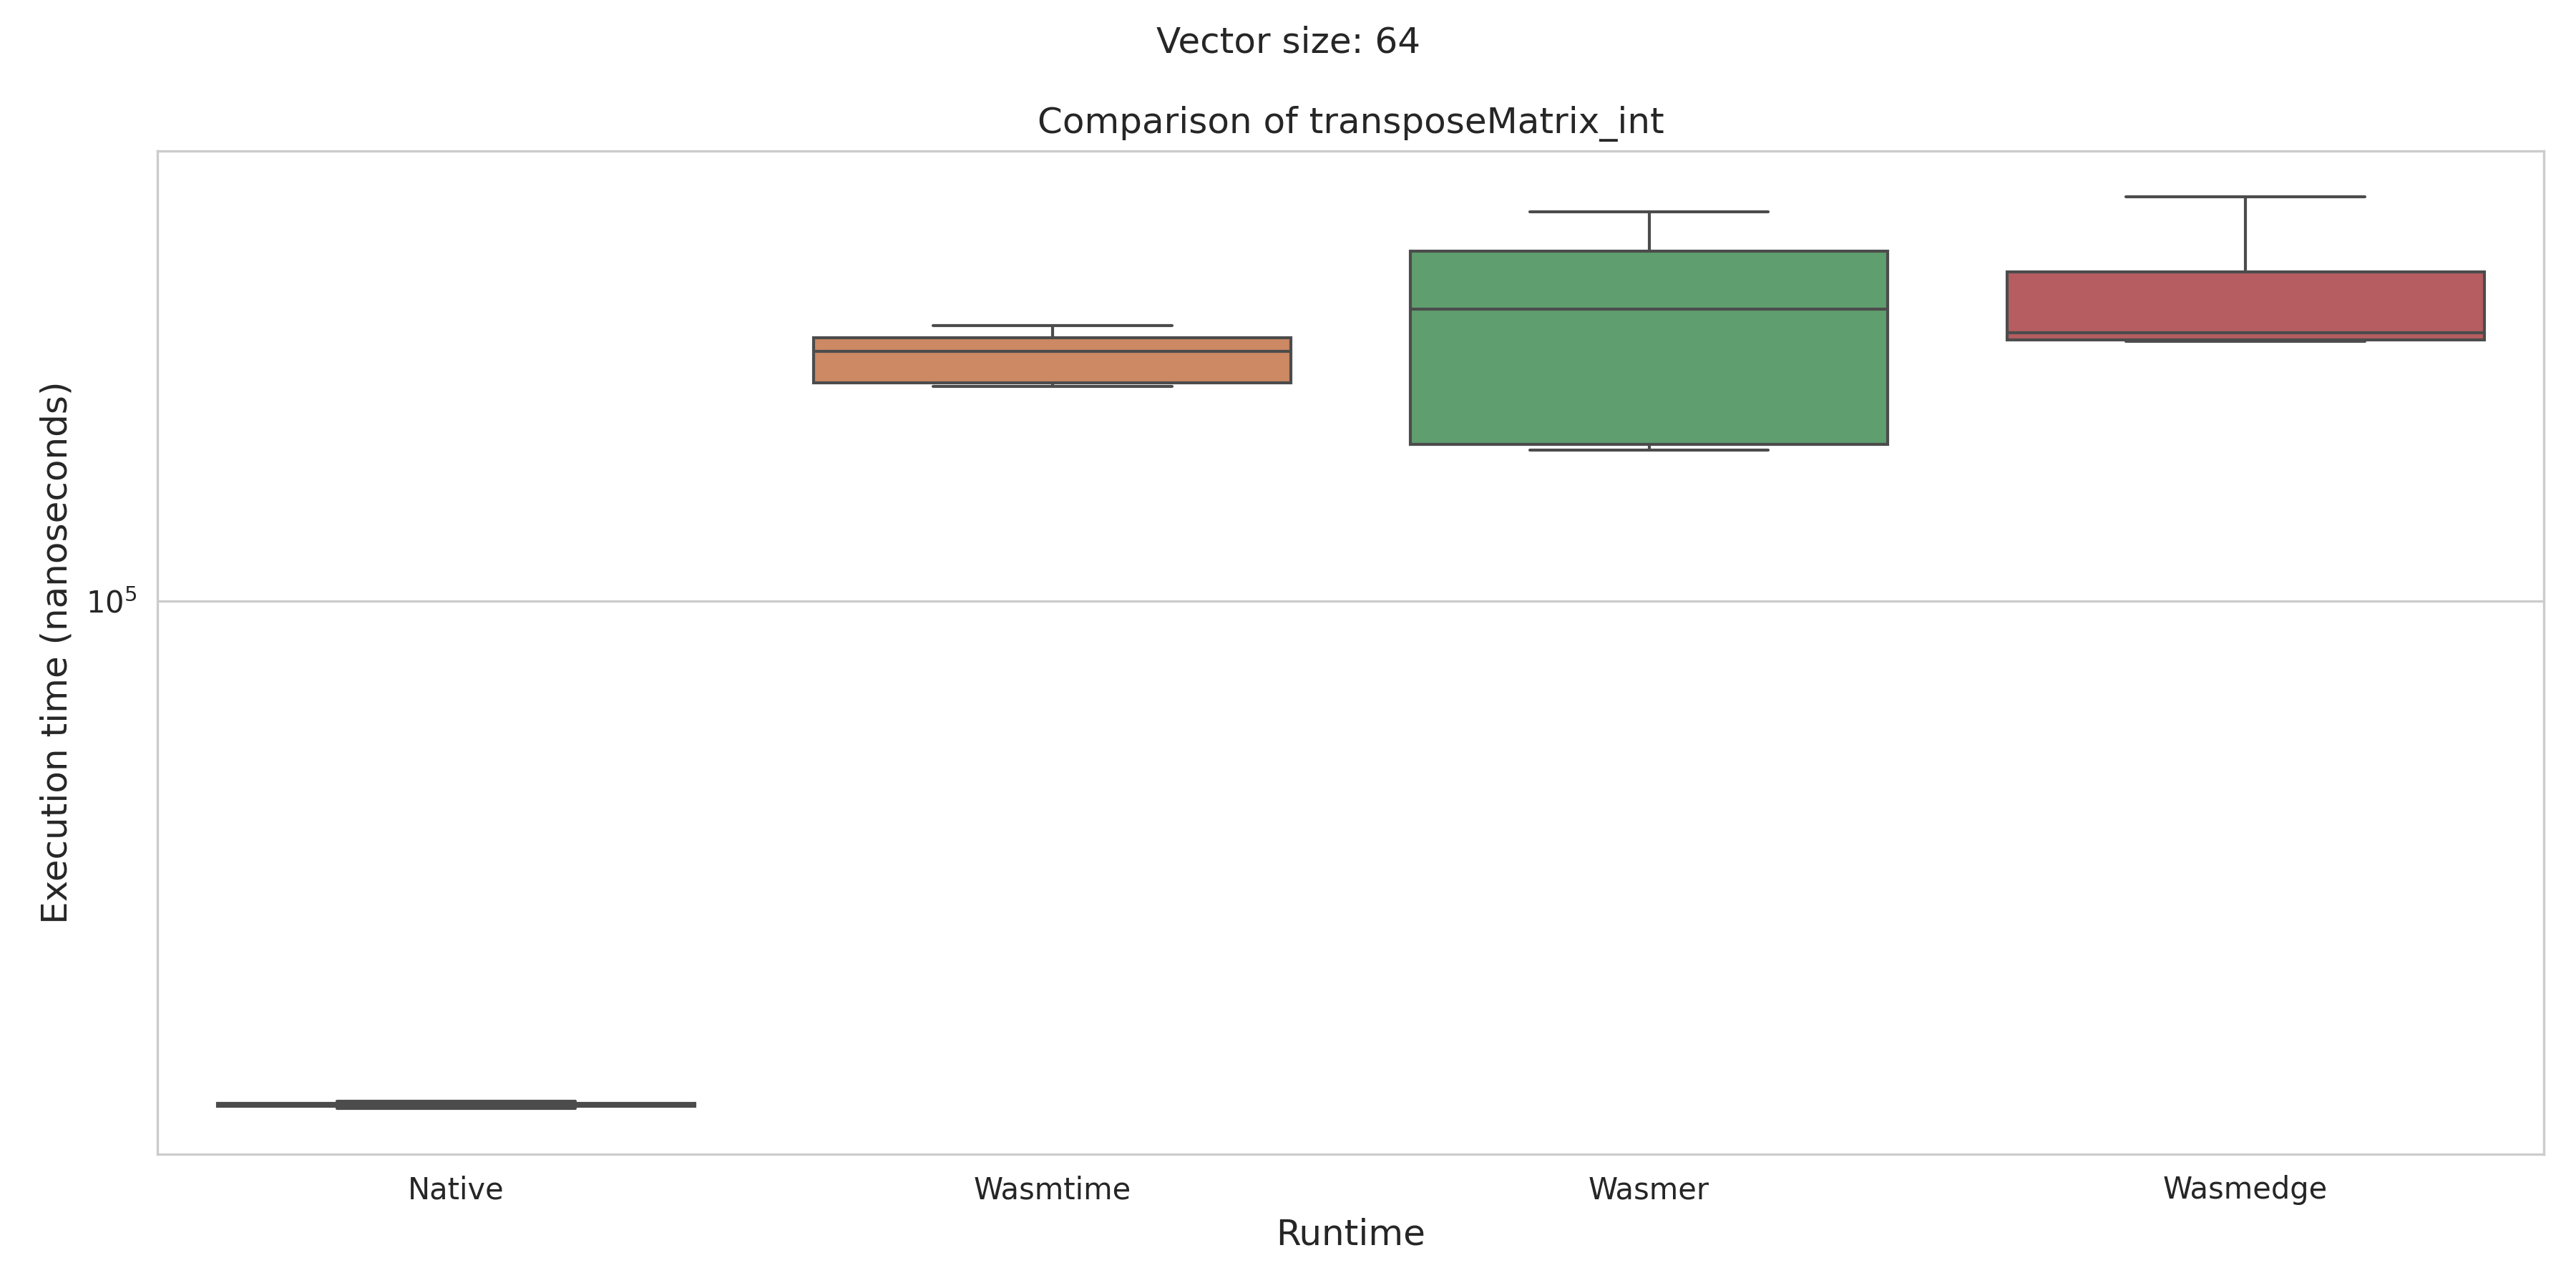 Vector size: 64
Comparison of transposeMatrix_int
Execution time (nanoseconds)
10⁵
Native Wasmtime Wasmer Wasmedge
Runtime